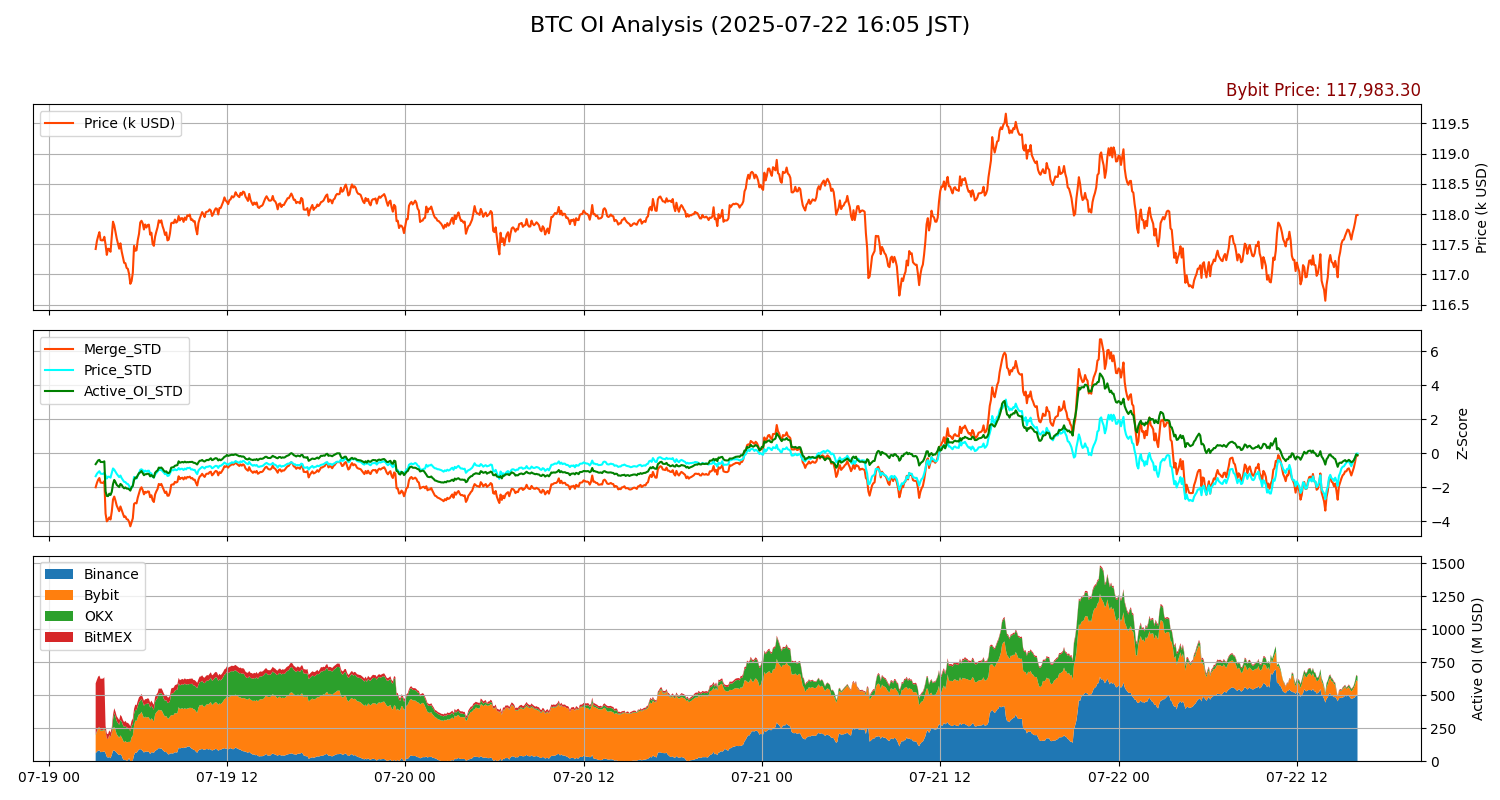 BTC OI Analysis (2025-07-22 16:05 JST)
Bybit Price: 117,983.30
Price (k USD)
119.5
119.0
118.5
118.0
117.5
117.0
116.5
Price (k USD)
Merge_STD
Price_STD
Active_OI_STD
6
4
2
0
−2
−4
Z-Score
Binance
Bybit
OKX
BitMEX
1500
1250
1000
750
500
250
0
Active OI (M USD)
07-19 00
07-19 12
07-20 00
07-20 12
07-21 00
07-21 12
07-22 00
07-22 12